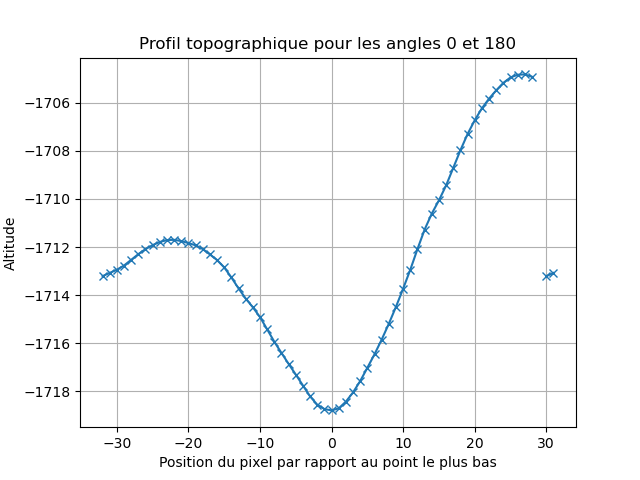 Profil topographique pour les angles 0 et 180
Altitude
−1706
−1708
−1710
−1712
−1714
−1716
−1718
−30 −20 −10 0 10 20 30
Position du pixel par rapport au point le plus bas